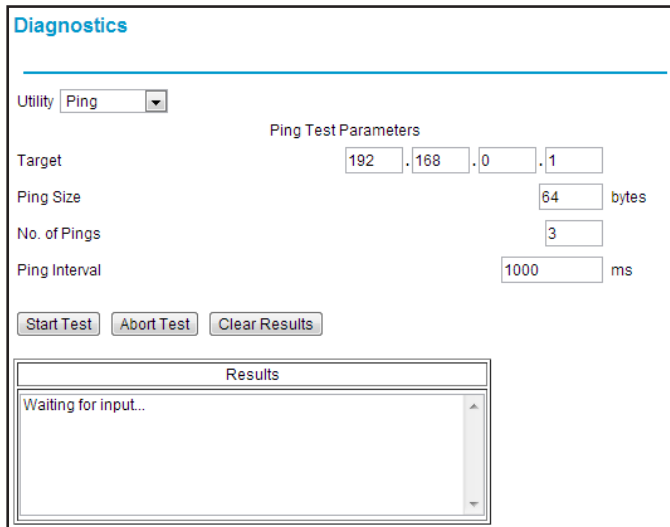 Diagnostics
Utility Ping
Ping Test Parameters
Target 192 . 168 . 0 . 1
Ping Size 64 bytes
No. of Pings 3
Ping Interval 1000 ms
Start Test Abort Test Clear Results
Results
Waiting for input...